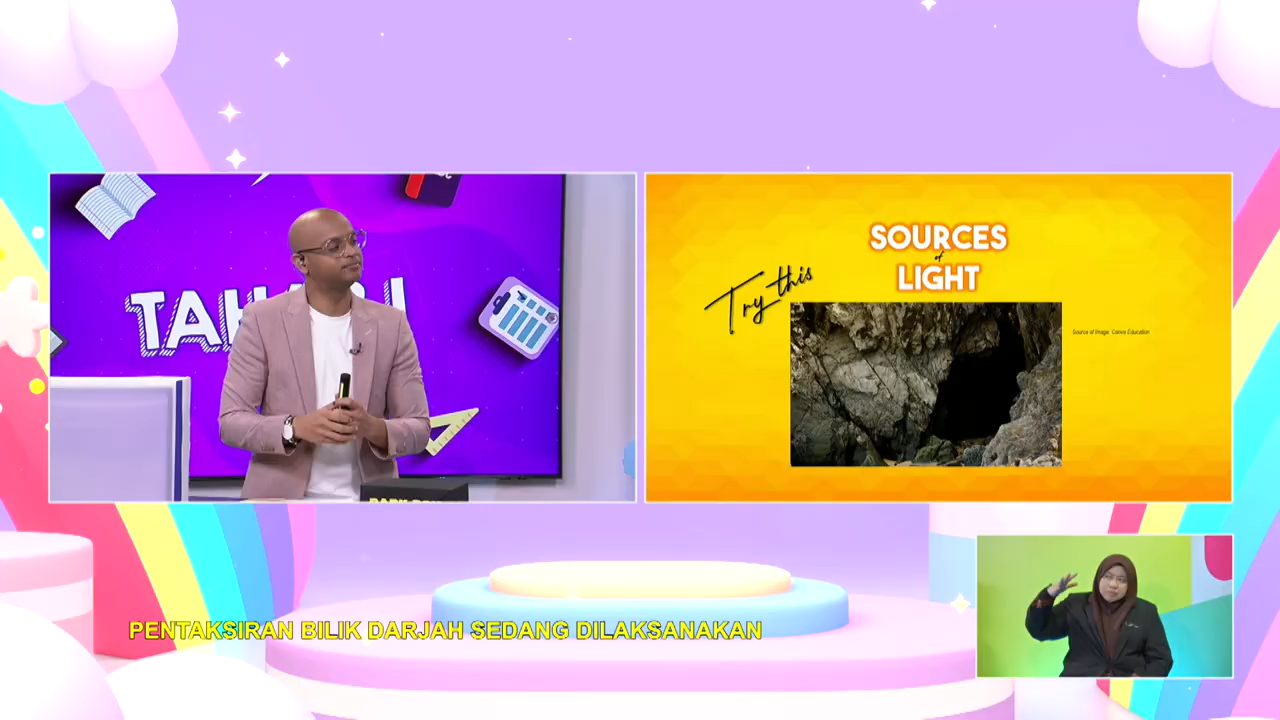 SOURCES
of
LIGHT
Try this
Source of Image: Canva Education
PENTAKSIRAN BILIK DARJAH SEDANG DILAKSANAKAN